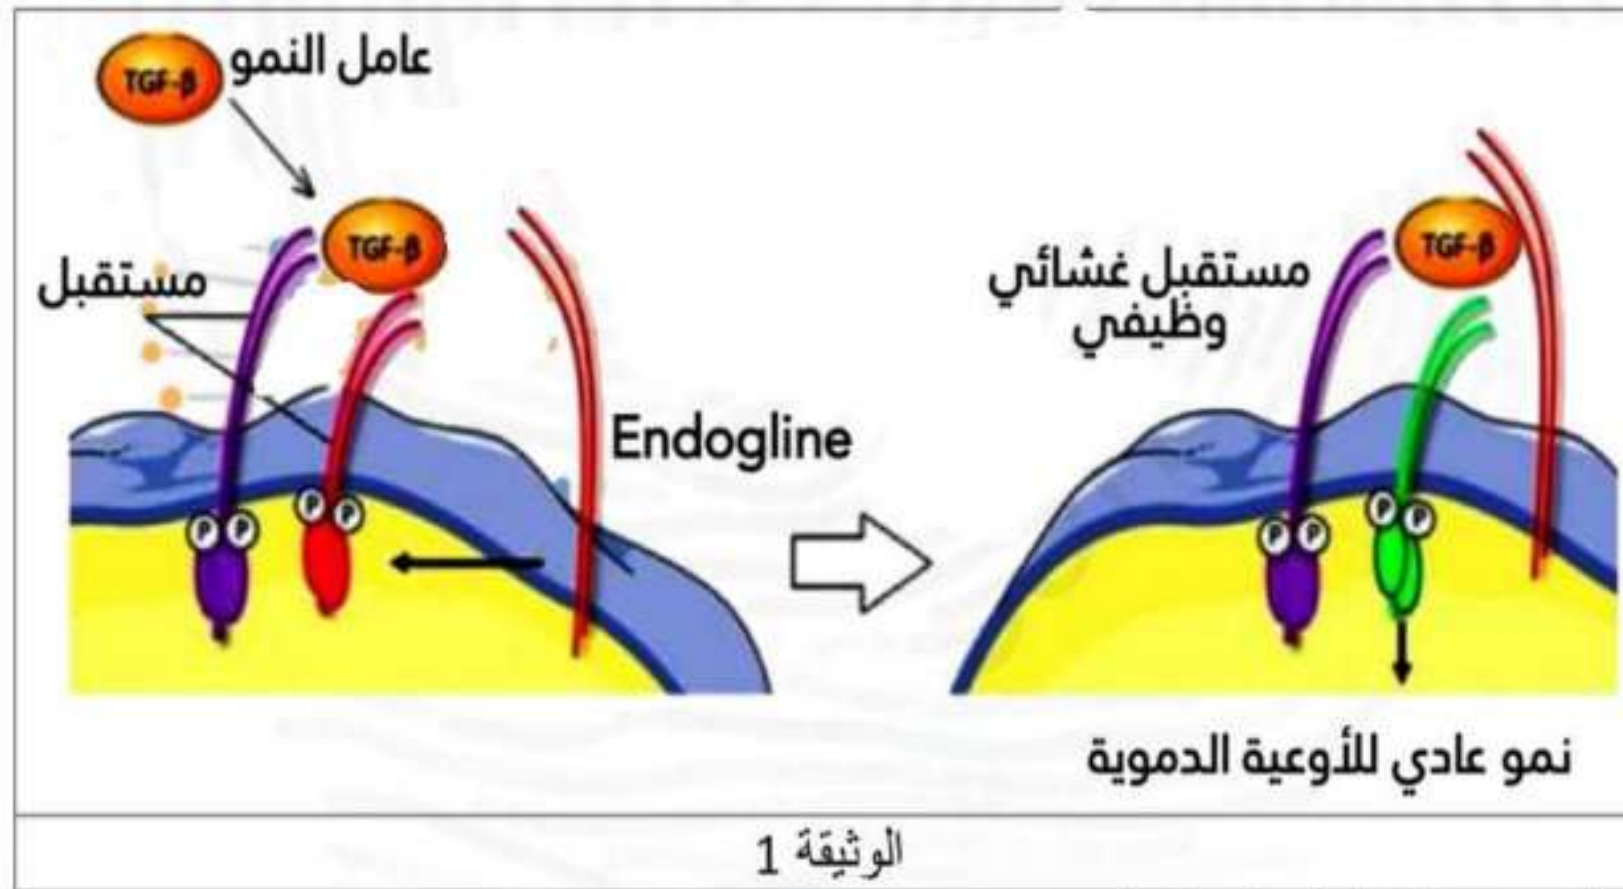 عامل النمو
TGF-β
TGF-β
مستقبل
Endogline
P P
P P
TGF-β
مستقبل غشائي
وظيفي
P P
P P
نمو عادي للأوعية الدموية
الوثيقة 1